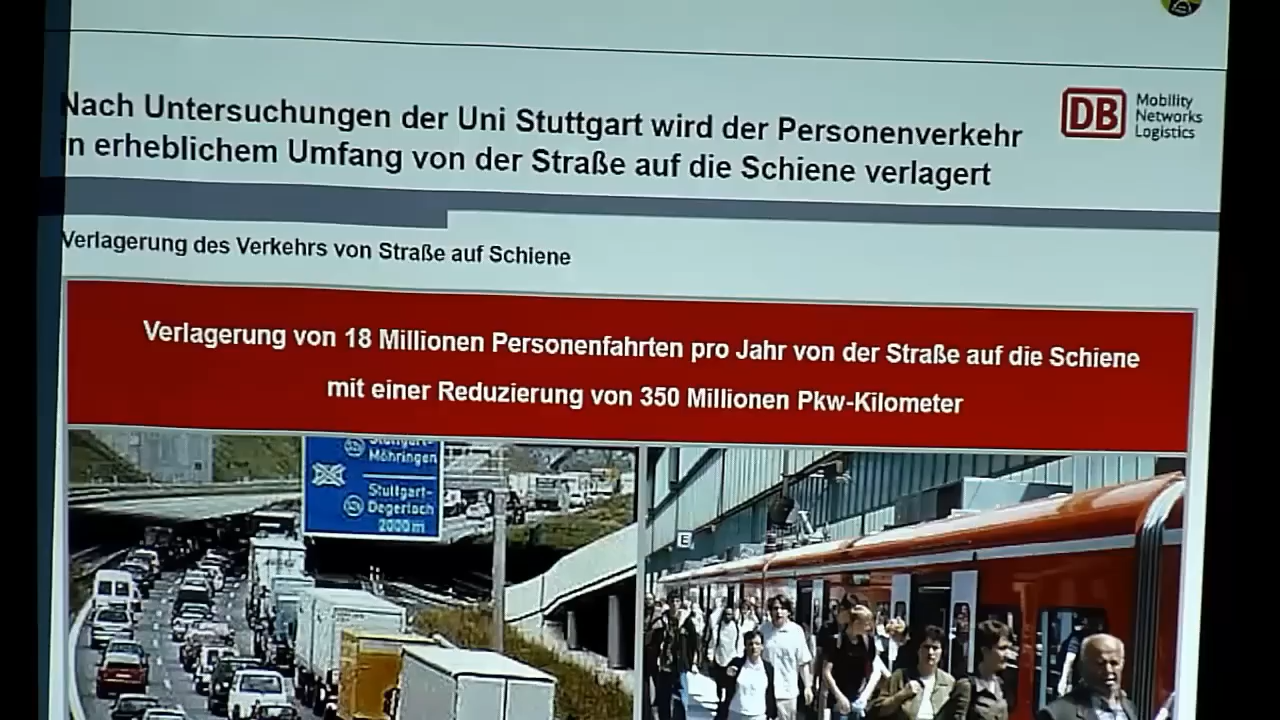 Nach Untersuchungen der Uni Stuttgart wird der Personenverkehr
in erheblichem Umfang von der Straße auf die Schiene verlagert
DB
Mobility
Networks
Logistics
Verlagerung des Verkehrs von Straße auf Schiene
Verlagerung von 18 Millionen Personenfahrten pro Jahr von der Straße auf die Schiene
mit einer Reduzierung von 350 Millionen Pkw-Kilometer
Stuttgart-
Möhringen
Stuttgart-
Degerloch
2000 m
E